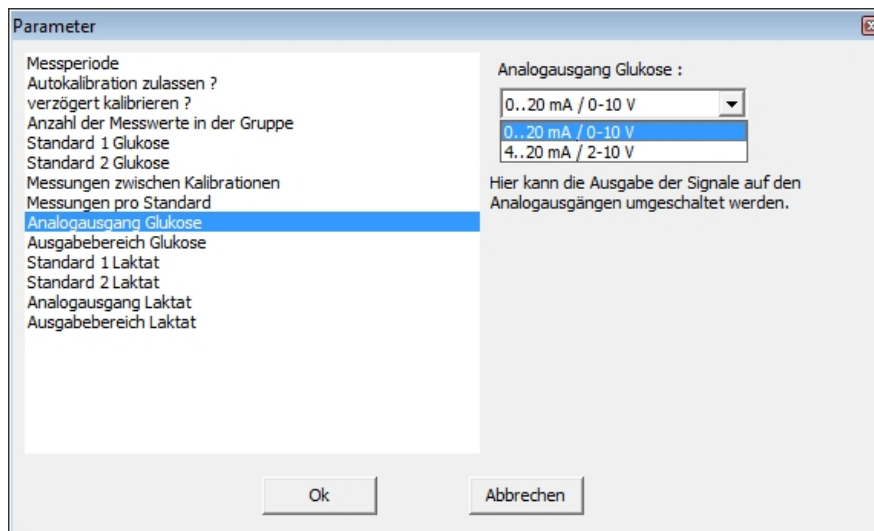 Parameter
Messperiode
Autokalibration zulassen ?
verzögert kalibrieren ?
Anzahl der Messwerte in der Gruppe
Standard 1 Glukose
Standard 2 Glukose
Messungen zwischen Kalibrationen
Messungen pro Standard
Analogausgang Glukose
Ausgabebereich Glukose
Standard 1 Laktat
Standard 2 Laktat
Analogausgang Laktat
Ausgabebereich Laktat
Analogausgang Glukose :
0..20 mA / 0-10 V
0..20 mA / 0-10 V
4..20 mA / 2-10 V
Hier kann die Ausgabe der Signale auf den
Analogausgängen umgeschaltet werden.
Ok
Abbrechen